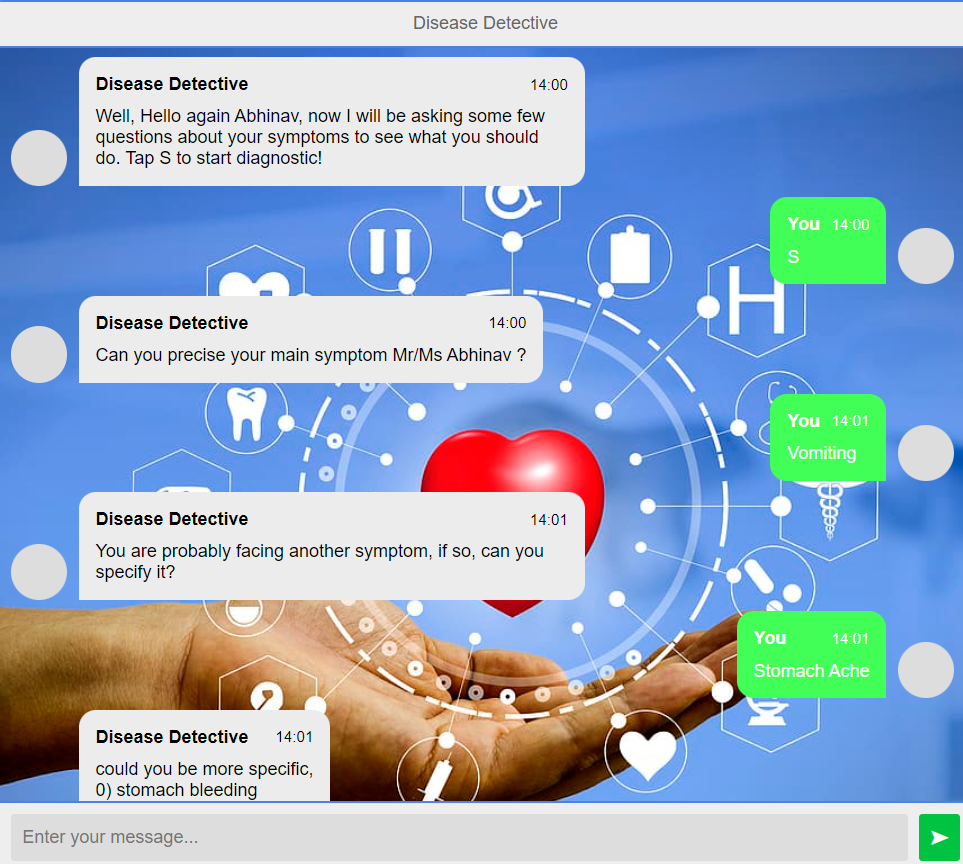 Disease Detective
Disease Detective 14:00
Well, Hello again Abhinav, now I will be asking some few
questions about your symptoms to see what you should
do. Tap S to start diagnostic!
You 14:00
S
Disease Detective 14:00
Can you precise your main symptom Mr/Ms Abhinav ?
H
You 14:01
Vomiting
Disease Detective 14:01
You are probably facing another symptom, if so, can you
specify it?
You 14:01
Stomach Ache
Disease Detective 14:01
could you be more specific,
0) stomach bleeding
Enter your message...